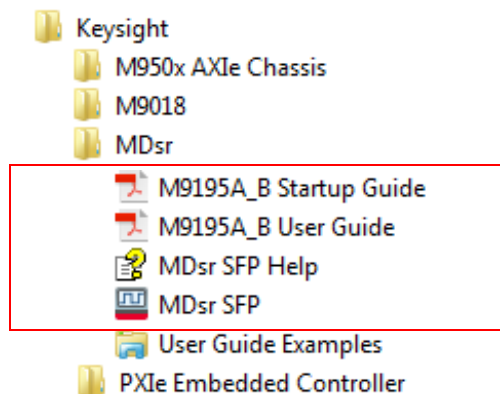 Keysight
M950x AXIe Chassis
M9018
MDsr
M9195A_B Startup Guide
M9195A_B User Guide
MDsr SFP Help
MDsr SFP
User Guide Examples
PXIe Embedded Controller